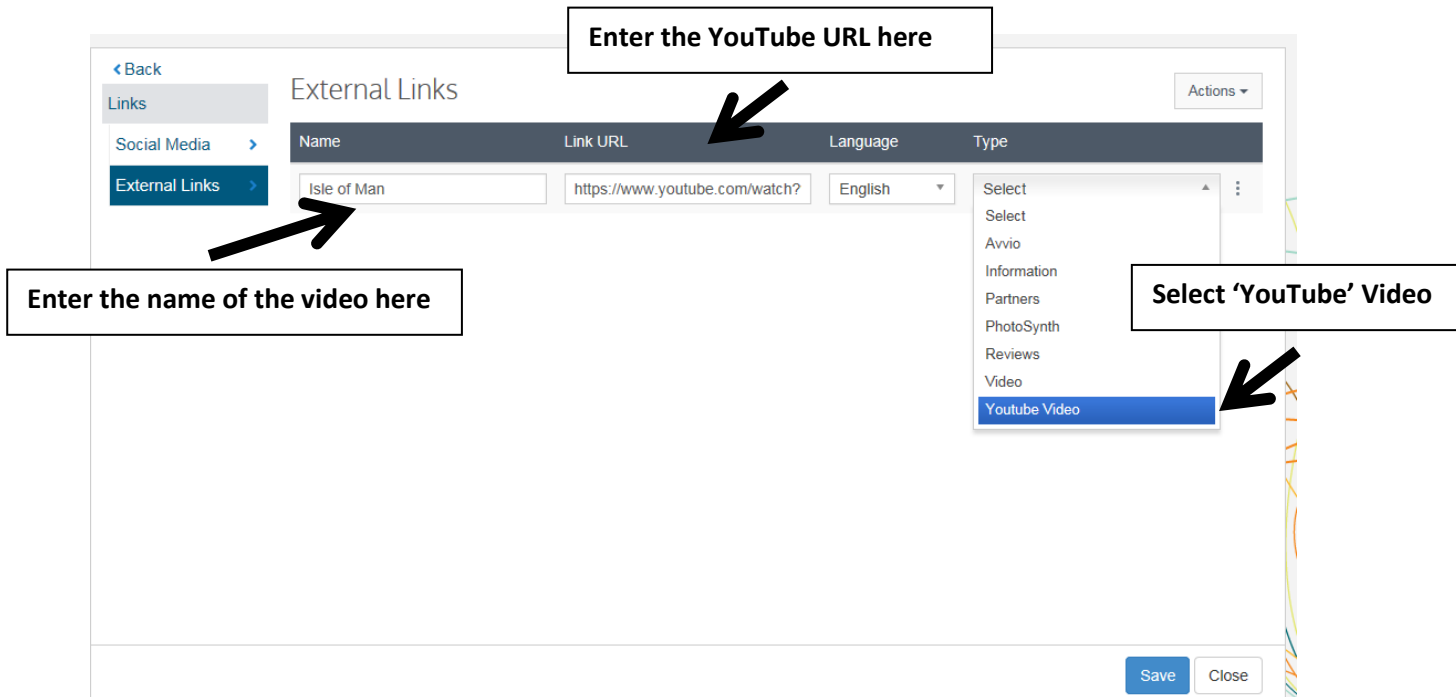 Enter the YouTube URL here
Back
Links
External Links
Actions
Social Media
Name Link URL Language Type
External Links
Isle of Man https://www.youtube.com/watch? English Select
Select
Avvio
Information
Enter the name of the video here
Partners
Select ‘YouTube’ Video
PhotoSynth
Reviews
Video
Youtube Video
Save Close